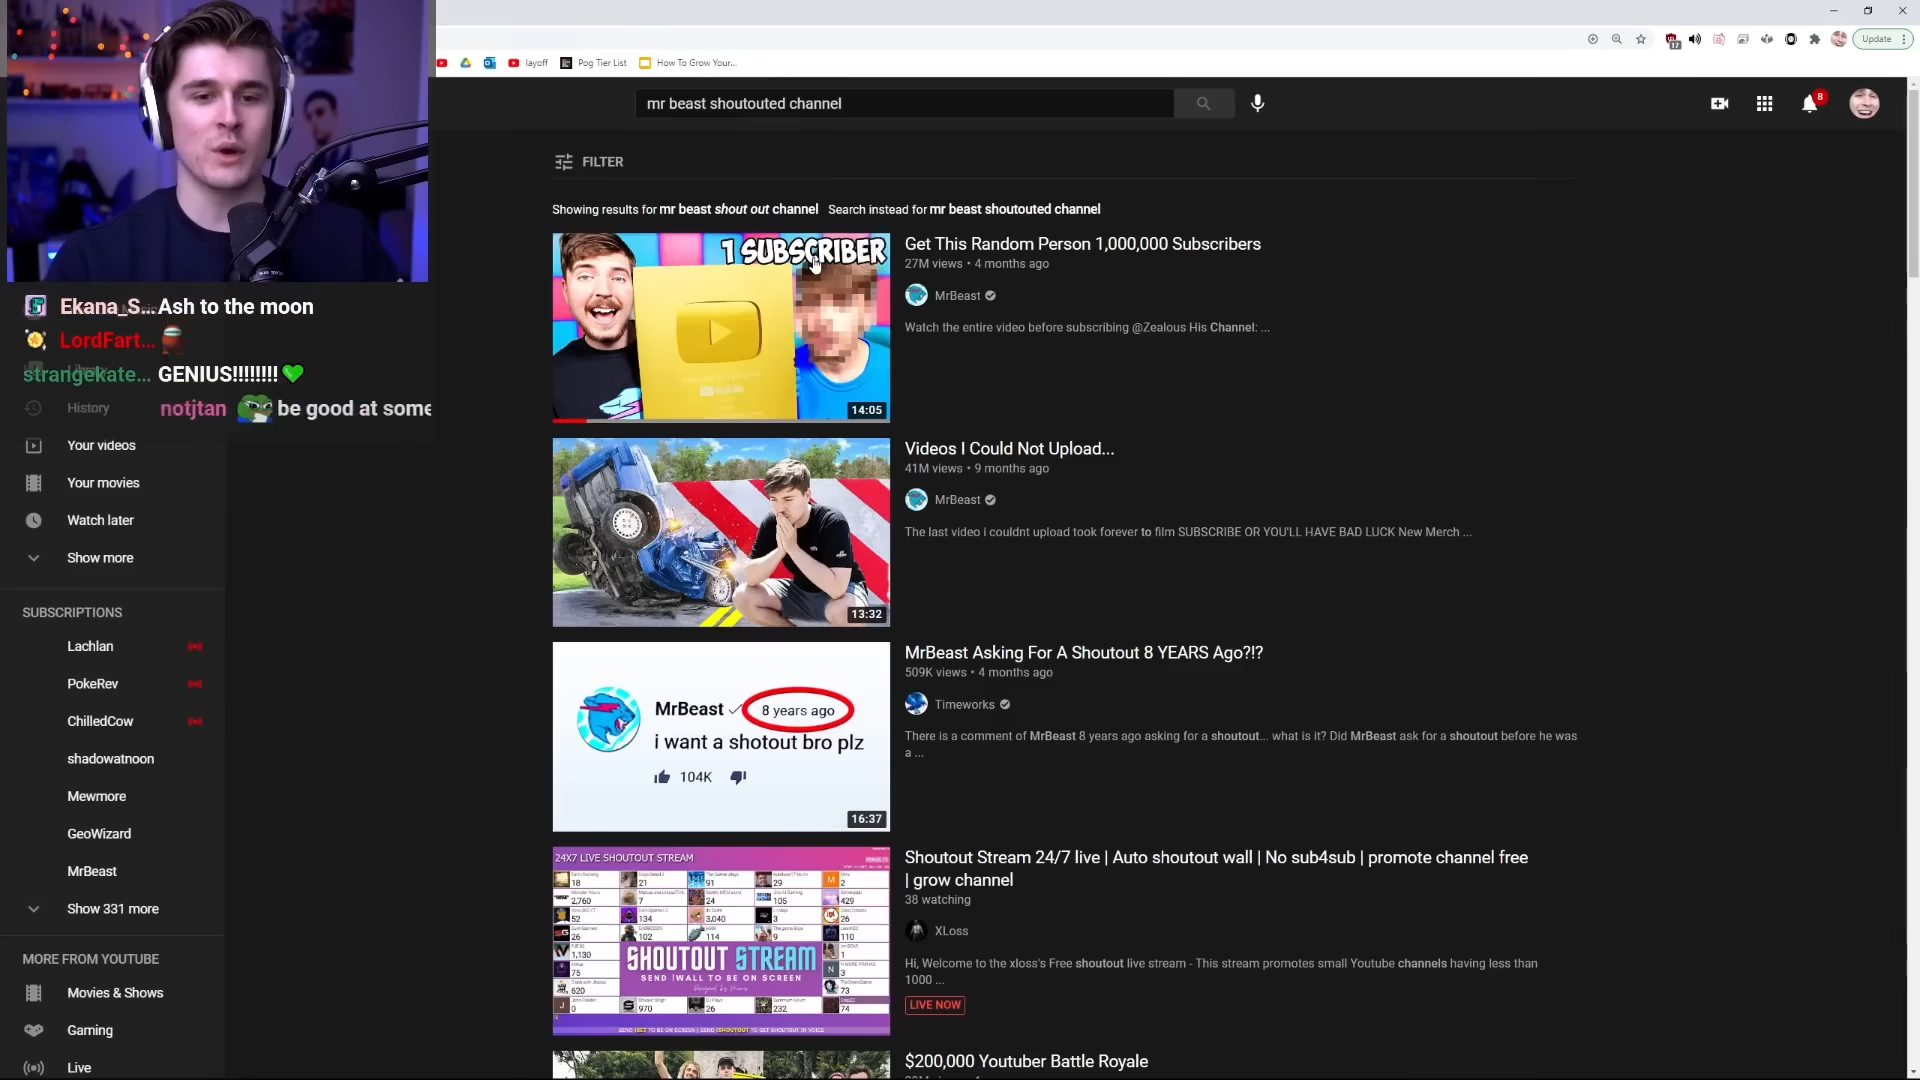 17
Update
layoff
Pog Tier List
How To Grow Your...
mr beast shoutouted channel
8
FILTER
Showing results for mr beast shout out channel Search instead for mr beast shoutouted channel
1 SUBSCRIBER
14:05
Get This Random Person 1,000,000 Subscribers
27M views • 4 months ago
MrBeast
Watch the entire video before subscribing @Zealous His Channel: ...
Ekana_S... Ash to the moon
LordFart...
strangekate... GENIUS!!!!!!!!
notjtan be good at some
History
Your videos
Your movies
Watch later
Show more
SUBSCRIPTIONS
Lachlan
PokeRev
ChilledCow
shadowatnoon
Mewmore
GeoWizard
MrBeast
Show 331 more
MORE FROM YOUTUBE
Movies & Shows
Gaming
Live
13:32
Videos I Could Not Upload...
41M views • 9 months ago
MrBeast
The last video i couldnt upload took forever to film SUBSCRIBE OR YOU'LL HAVE BAD LUCK New Merch ...
MrBeast 8 years ago
i want a shotout bro plz
104K
16:37
MrBeast Asking For A Shoutout 8 YEARS Ago?!?
509K views • 4 months ago
Timeworks
There is a comment of MrBeast 8 years ago asking for a shoutout... what is it? Did MrBeast ask for a shoutout before he was
a ...
24X7 LIVE SHOUTOUT STREAM
SHOUTOUT STREAM
SEND !WALL TO BE ON SCREEN
Shoutout Stream 24/7 live | Auto shoutout wall | No sub4sub | promote channel free
| grow channel
38 watching
XLoss
Hi, Welcome to the xloss's Free shoutout live stream - This stream promotes small Youtube channels having less than
1000 ...
LIVE NOW
$200,000 Youtuber Battle Royale